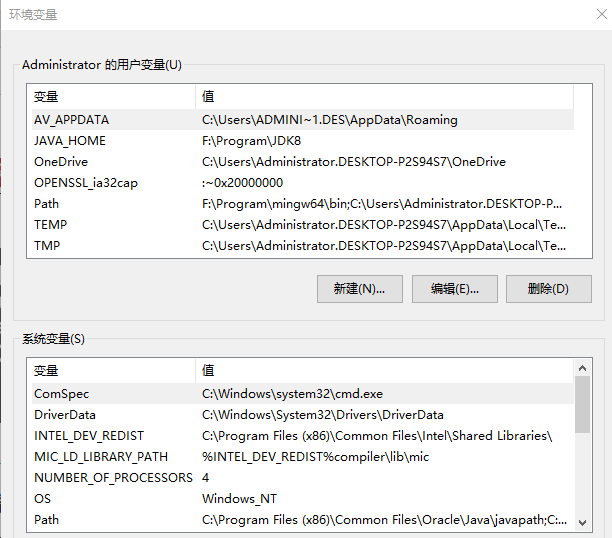 环境变量
Administrator 的用户变量(U)
变量 值
AV_APPDATA C:\Users\ADMINI~1.DES\AppData\Roaming
JAVA_HOME F:\Program\JDK8
OneDrive C:\Users\Administrator.DESKTOP-P2S94S7\OneDrive
OPENSSL_ia32cap :~0x20000000
Path F:\Program\mingw64\bin;C:\Users\Administrator.DESKTOP-P...
TEMP C:\Users\Administrator.DESKTOP-P2S94S7\AppData\Local\Te...
TMP C:\Users\Administrator.DESKTOP-P2S94S7\AppData\Local\Te...
新建(N)... 编辑(E)... 删除(D)
系统变量(S)
变量 值
ComSpec C:\Windows\system32\cmd.exe
DriverData C:\Windows\System32\Drivers\DriverData
INTEL_DEV_REDIST C:\Program Files (x86)\Common Files\Intel\Shared Libraries\
MIC_LD_LIBRARY_PATH %INTEL_DEV_REDIST%compiler\lib\mic
NUMBER_OF_PROCESSORS 4
OS Windows_NT
Path C:\Program Files (x86)\Common Files\Oracle\Java\javapath;C:...